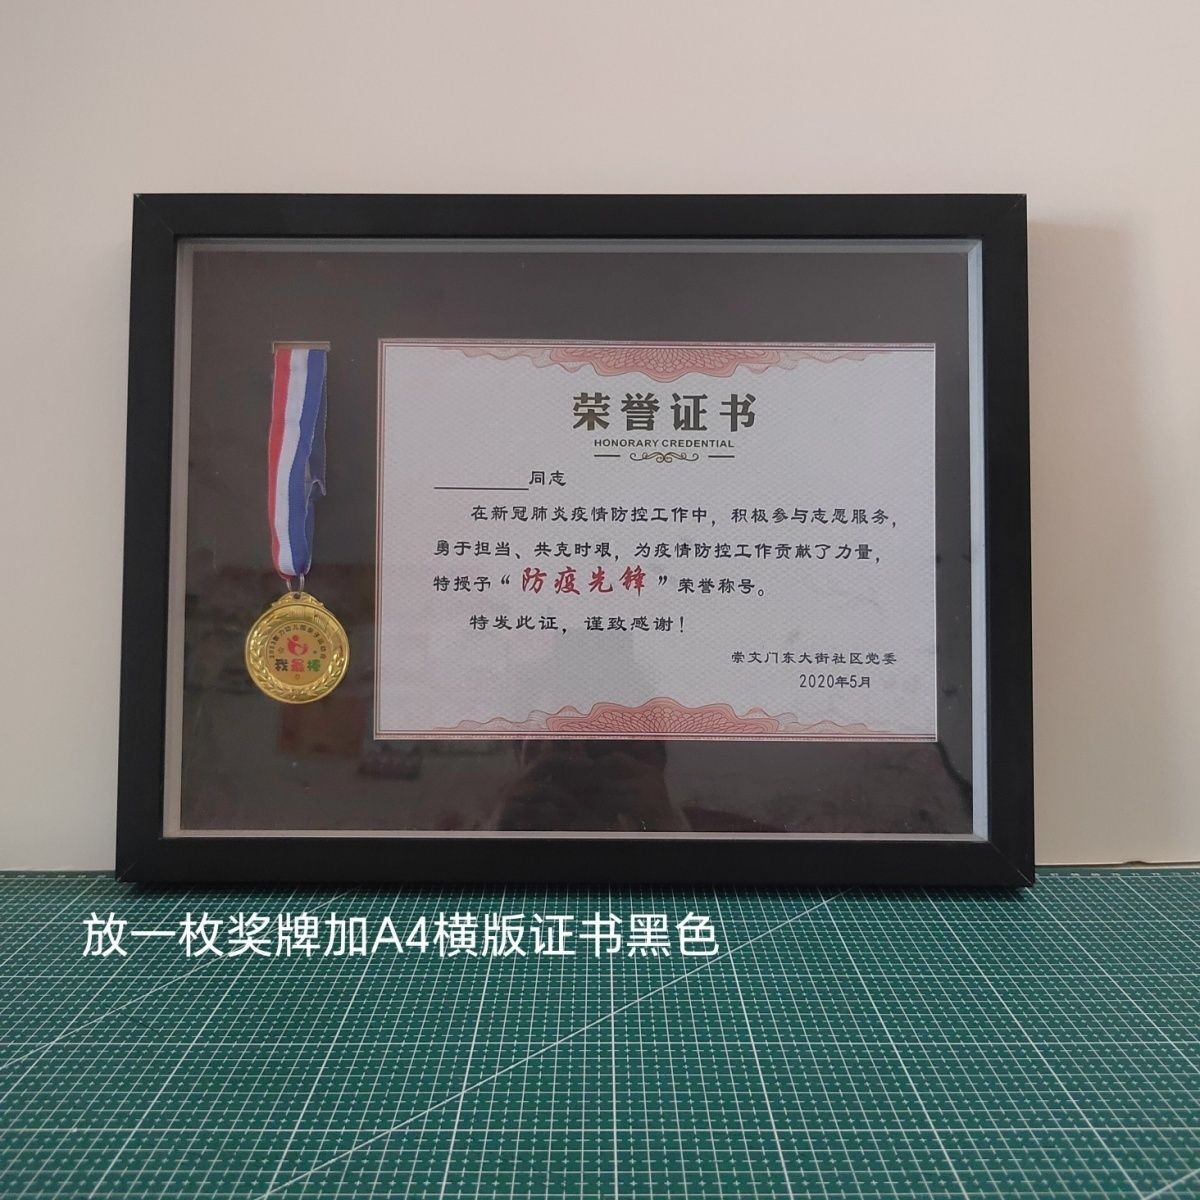 荣誉证书
HONORARY CREDENTIAL
同志
在新冠肺炎疫情防控工作中，积极参与志愿服务，
勇于担当、共克时艰，为疫情防控工作贡献了力量，
特授予“防疫先锋”荣誉称号。
特发此证，谨致感谢！
崇文门东大街社区党委
2020年5月
我最棒
放一枚奖牌加A4横版证书黑色